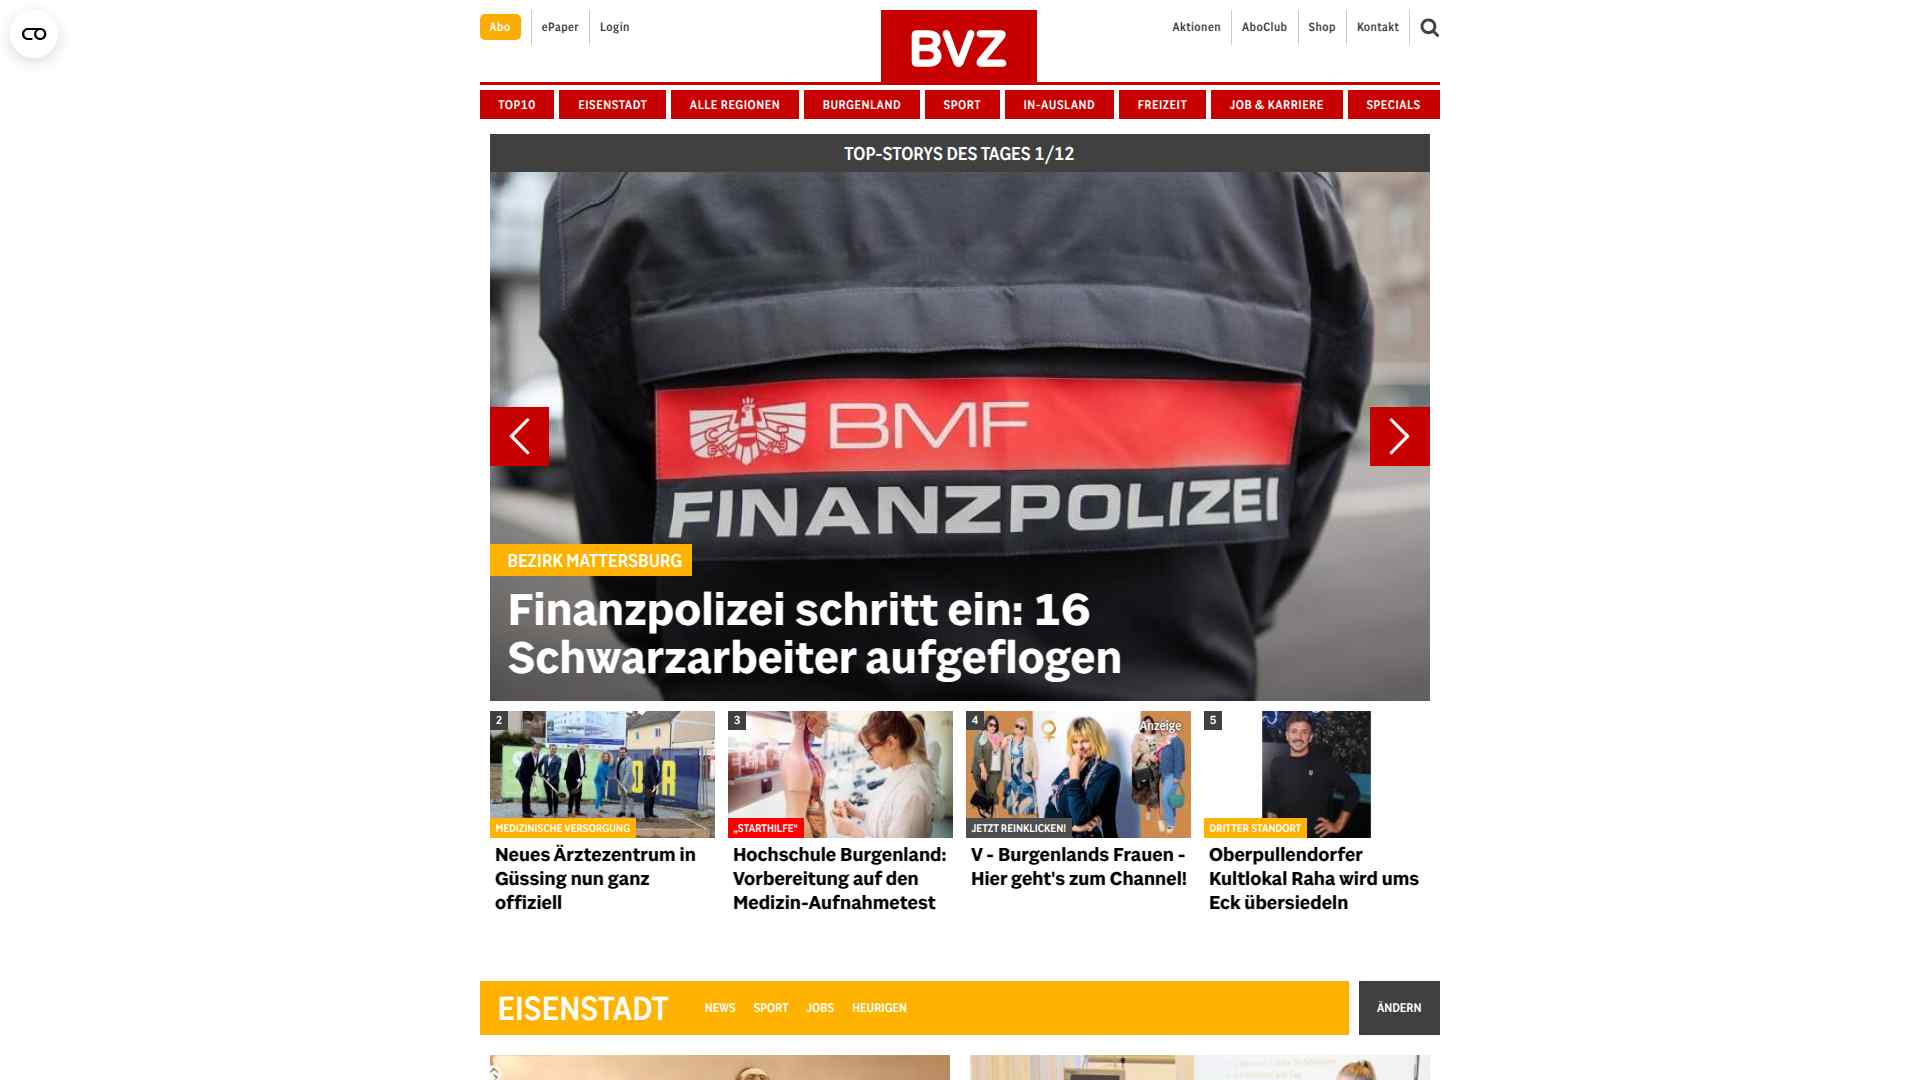 Abo
ePaper
Login
BVZ
Aktionen
AboClub
Shop
Kontakt
TOP10
EISENSTADT
ALLE REGIONEN
BURGENLAND
SPORT
IN-AUSLAND
FREIZEIT
JOB & KARRIERE
SPECIALS
TOP-STORYS DES TAGES 1/12
BMF
FINANZPOLIZEI
BEZIRK MATTERSBURG
Finanzpolizei schritt ein: 16
Schwarzarbeiter aufgeflogen
2
MEDIZINISCHE VERSORGUNG
Neues Ärztezentrum in
Güssing nun ganz
offiziell
3
„STARTHILFE“
Hochschule Burgenland:
Vorbereitung auf den
Medizin-Aufnahmetest
4
Anzeige
JETZT REINKLICKEN!
V - Burgenlands Frauen -
Hier geht's zum Channel!
5
DRITTER STANDORT
Oberpullendorfer
Kultlokal Raha wird ums
Eck übersiedeln
EISENSTADT
NEWS
SPORT
JOBS
HEURIGEN
ÄNDERN